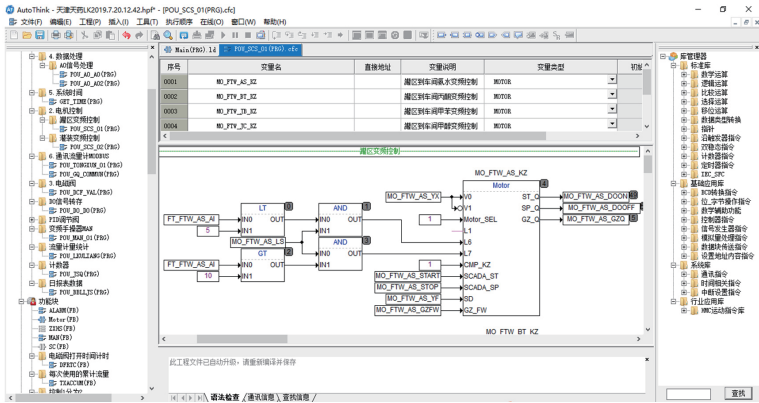 AutoThink - 天津天药LK2019.7.20.12.42.hpf* - [POU_SCS_01(PRG).cfc]
文件(F) 编辑(E) 工程(P) 插入(I) 工具(T) 执行顺序 在线(O) 窗口(W) 帮助(H)
Main(PRG).ld POU_SCS_01(PRG).cfc
4.数据处理
AO信号处理
POU_AO_AO(PRG)
POU_AO_AO2(PRG)
5.系统时间
GET_TIME(PRG)
2.电机控制
灌区变频控制
POU_SCS_01(PRG)
灌装变频控制
POU_SCS_02(PRG)
6.通讯流量计MODBUS
POU_TONGXUN_01(PRG)
POU_GQ_COMMUN(PRG)
3.电磁阀
POU_DCF_VAL(PRG)
DO信号转存
POU_DO_DO(PRG)
PID调节阀
变频手操器MAN
POU_MAN_01(PRG)
流量计量统计
POU_LEULIANG(PRG)
计数器
POU_JSQ(PRG)
日报表数据
POU_RBLLJS(PRG)
功能块
ALARM(FB)
Motor(FB)
ZXHS(FB)
MAN(FB)
SC(FB)
电磁阀打开时间计时
DFKTC(FB)
每次使用的累计流量
TXACCUM(FB)
序号 变量名 直接地址 变量说明 变量类型
0001 MO_FTW_AS_KZ 灌区到车间氨水变频控制 MOTOR
0002 MO_FTW_BT_KZ 灌区到车间丙酮变频控制 MOTOR
0003 MO_FTW_JB_KZ 灌区到车间甲苯变频控制 MOTOR
0004 MO_FTW_JC_KZ 灌区到车间甲醇变频控制 MOTOR
灌区变频控制
MO_FTW_AS_KZ
Motor 4
MO_FTW_AS_YX V0 ST_Q MO_FTW_AS_DOON
V1 SP_Q MO_FTW_AS_DOOFF
1 Motor_SEL GZ_Q MO_FTW_AS_GZQ
L1
L6
L7
1 CMP_KZ
MO_FTW_AS_START SCADA_ST
MO_FTW_AS_STOP SCADA_SP
MO_FTW_AS_YF SD
MO_FTW_AS_GZFW GZ_FW
LT 0 AND 1
FT_FTW_AS_AI IN0 OUT IN0 OUT
5 IN1 IN1
MO_FTW_AS_LS AND 3
GT 2 IN0 OUT
FT_FTW_AS_AI IN0 OUT IN1
10 IN1
MO FTW BT KZ
此工程文件已自动升级，请重新编译并保存
语法检查 通讯信息 查找信息
库管理器
标准库
数学运算
逻辑运算
比较运算
选择运算
移位运算
数据类型转换
指针
沿触发器指令
双稳态指令
计数器指令
定时器指令
IEC_SFC
基础应用库
BCD转换指令
位_字节操作指令
数学辅助功能
控制器指令
信号发生器指令
模拟量处理指令
数据块传送指令
设置地址内容指令
系统库
通讯指令
时间相关指令
中断设置指令
行业应用库
HMC运动指令库
查找